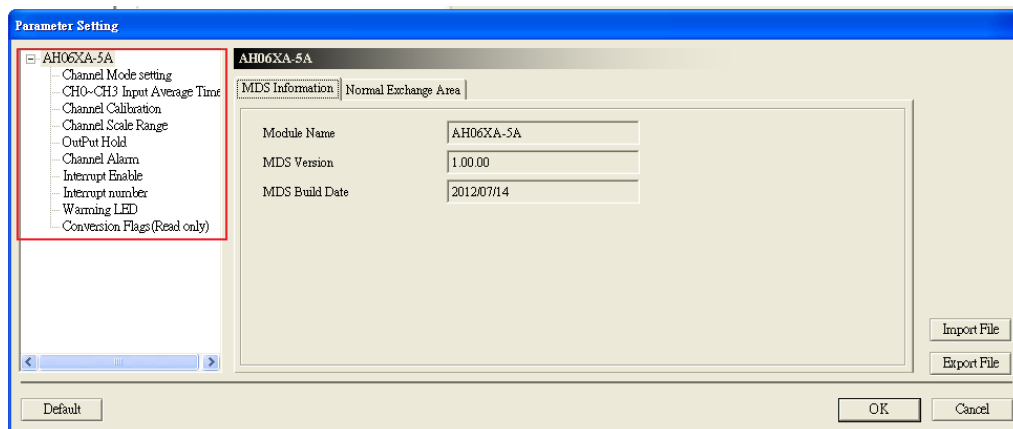 Parameter Setting
AH06XA-5A
Channel Mode setting
CH0~CH3 Input Average Time
Channel Calibration
Channel Scale Range
OutPut Hold
Channel Alarm
Interrupt Enable
Interrupt number
Warming LED
Conversion Flags(Read only)
AH06XA-5A
MDS Information Normal Exchange Area
Module Name AH06XA-5A
MDS Version 1.00.00
MDS Build Date 2012/07/14
Import File
Export File
Default OK Cancel